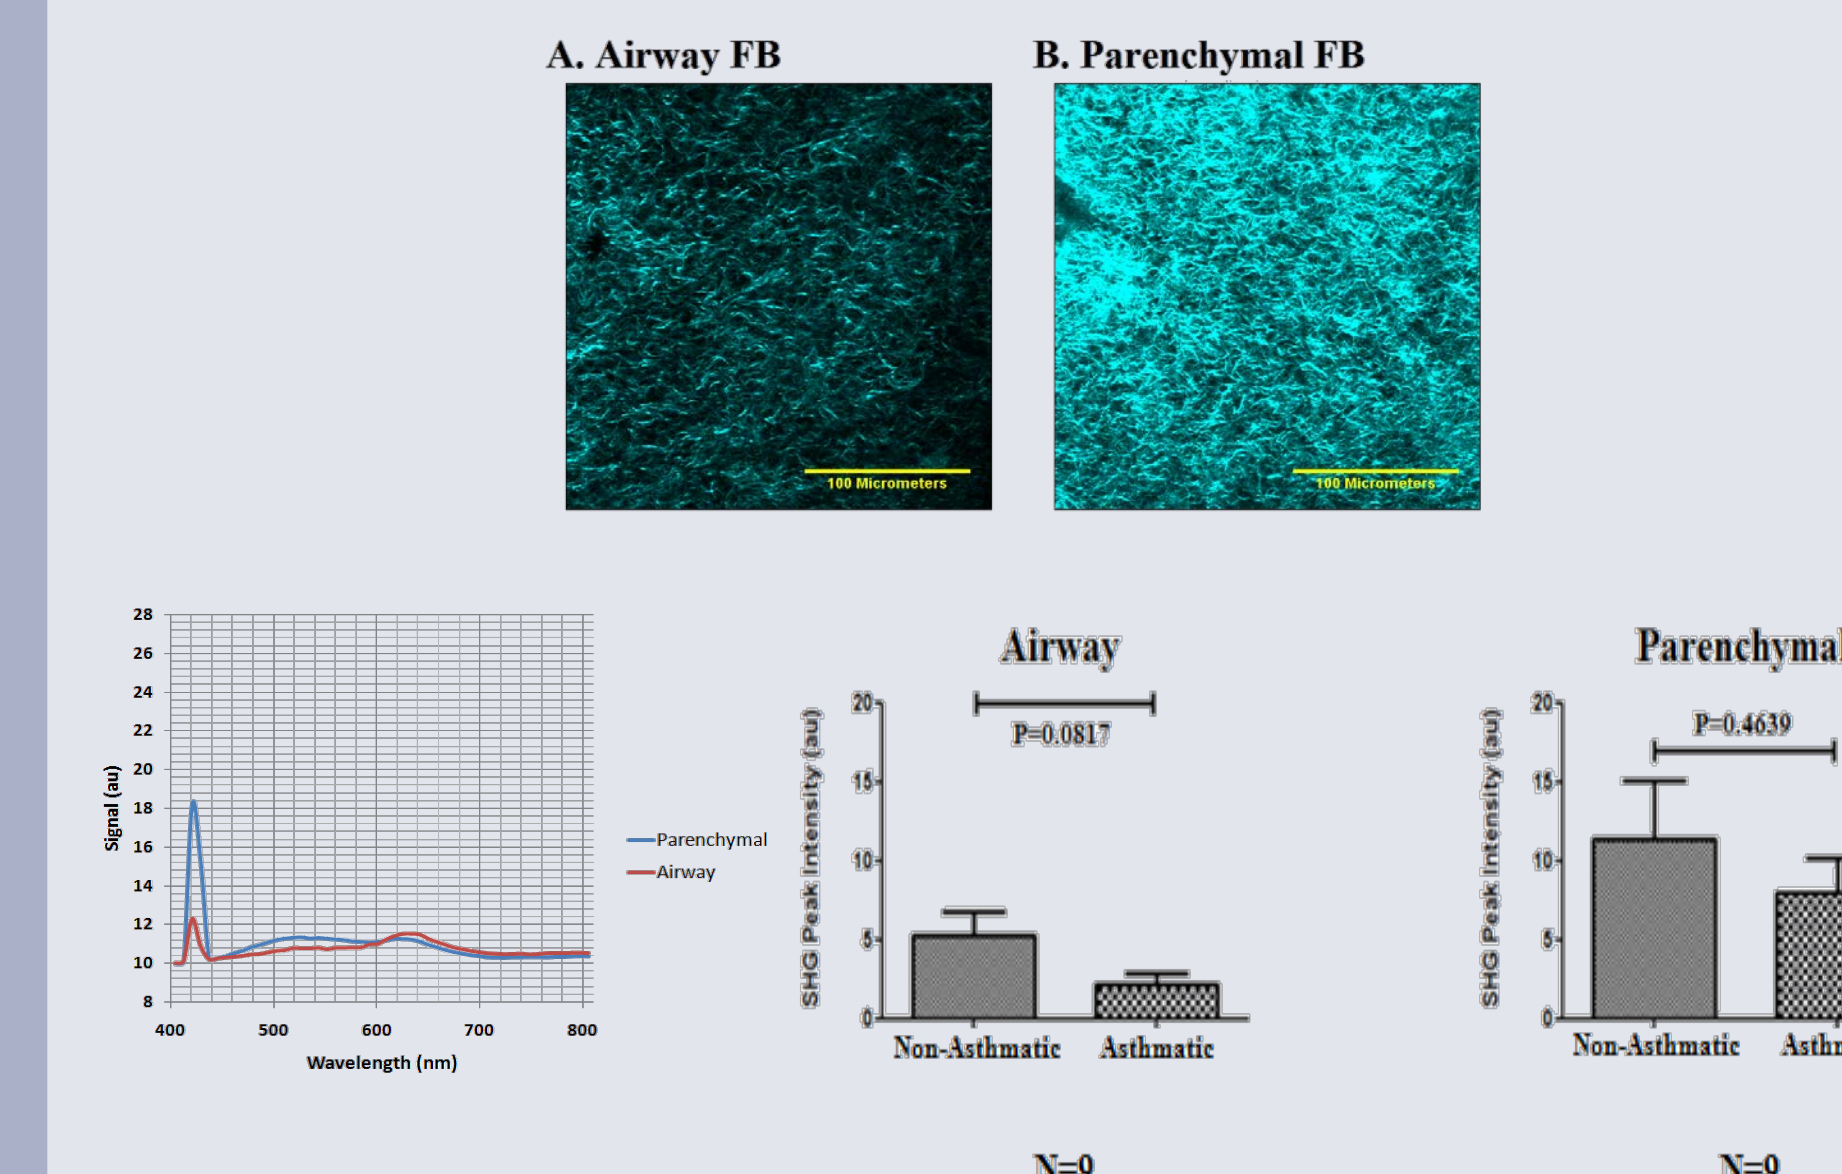 A. Airway FB
B. Parenchymal FB
100 Micrometers
100 Micrometers
28
26
24
22
20
18
16
14
12
10
8
Signal (au)
400 500 600 700 800
Wavelength (nm)
Parenchymal
Airway
Airway
20
15
10
5
0
SHG Peak Intensity (au)
P=0.0817
Non-Asthmatic Asthmatic
Parenchymal
20
15
10
5
0
SHG Peak Intensity (au)
P=0.4639
Non-Asthmatic